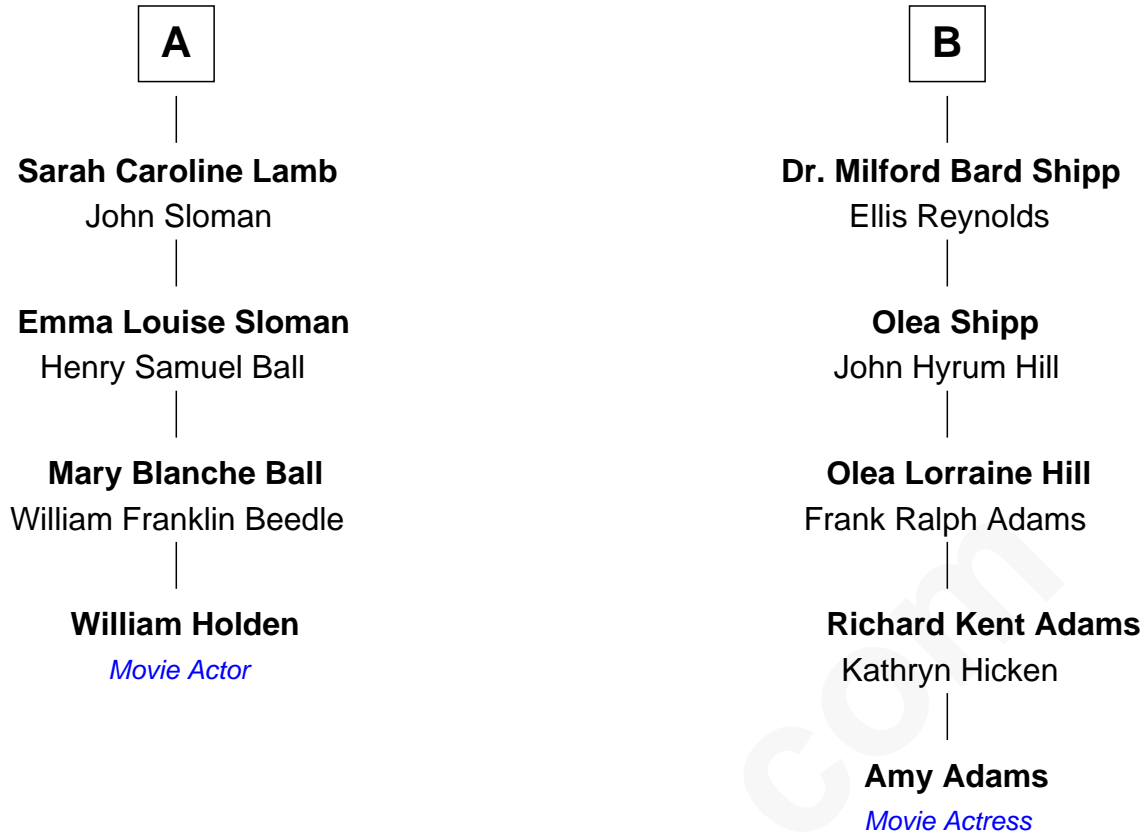 A
Sarah Caroline Lamb
John Sloman
Emma Louise Sloman
Henry Samuel Ball
Mary Blanche Ball
William Franklin Beedle
William Holden
Movie Actor
B
Dr. Milford Bard Shipp
Ellis Reynolds
Olea Shipp
John Hyrum Hill
Olea Lorraine Hill
Frank Ralph Adams
Richard Kent Adams
Kathryn Hicken
Amy Adams
Movie Actress
com